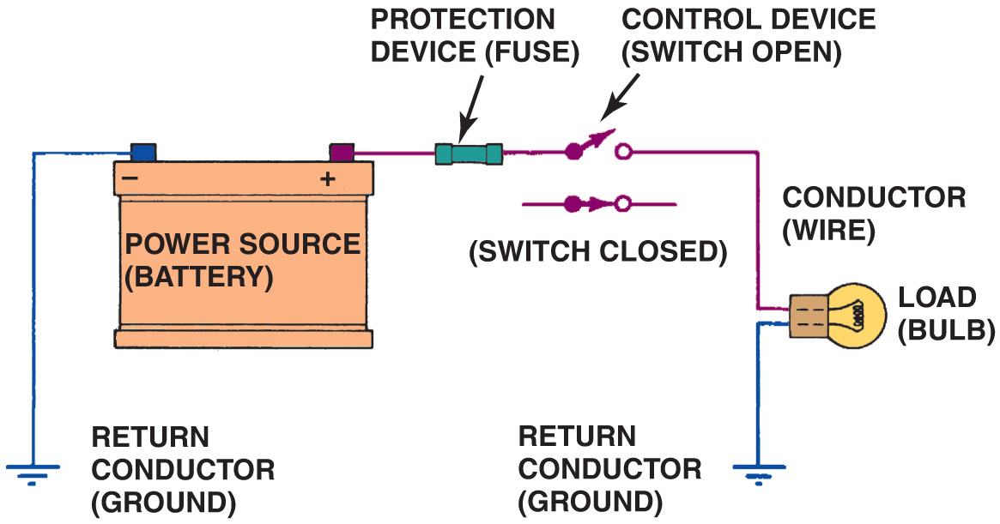 PROTECTION
DEVICE (FUSE)
CONTROL DEVICE
(SWITCH OPEN)
− +
POWER SOURCE
(BATTERY)
(SWITCH CLOSED)
CONDUCTOR
(WIRE)
LOAD
(BULB)
RETURN
CONDUCTOR
(GROUND)
RETURN
CONDUCTOR
(GROUND)